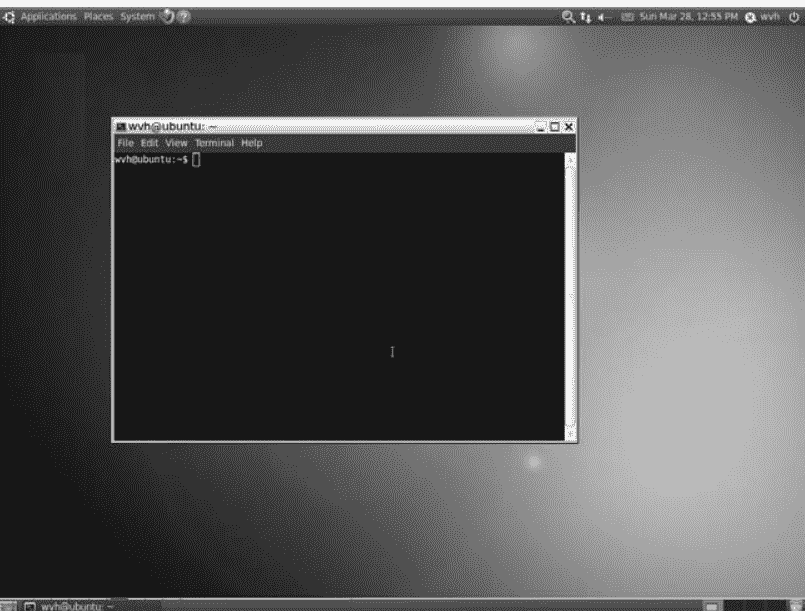 Applications Places System
Sun Mar 28, 12:55 PM wvh
wvh@ubuntu: ~
File Edit View Terminal Help
wvh@ubuntu:~$
wvh@ubuntu: ~